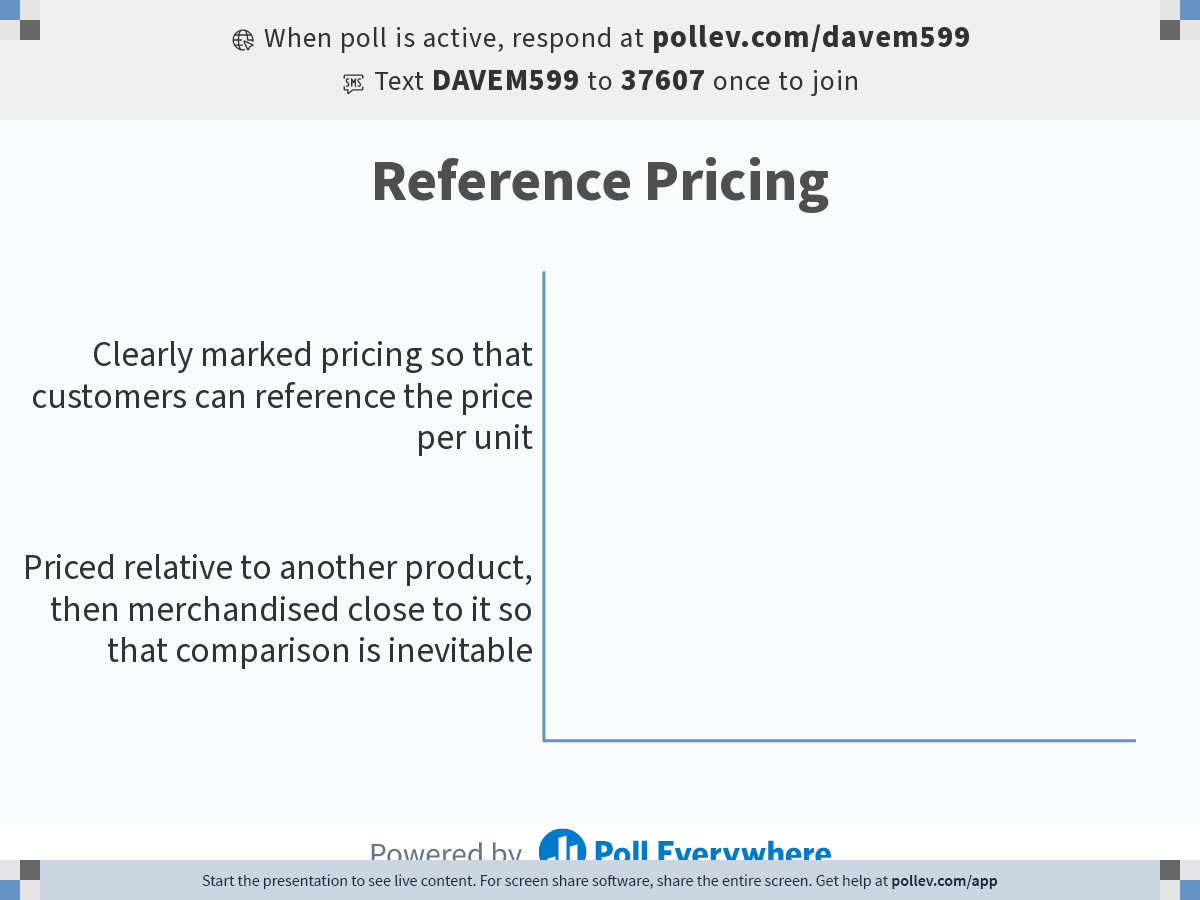 When poll is active, respond at pollev.com/davem599
SMS Text DAVEM599 to 37607 once to join
Reference Pricing
Clearly marked pricing so that
customers can reference the price
per unit
Priced relative to another product,
then merchandised close to it so
that comparison is inevitable
Powered by Poll Everywhere
Start the presentation to see live content. For screen share software, share the entire screen. Get help at pollev.com/app